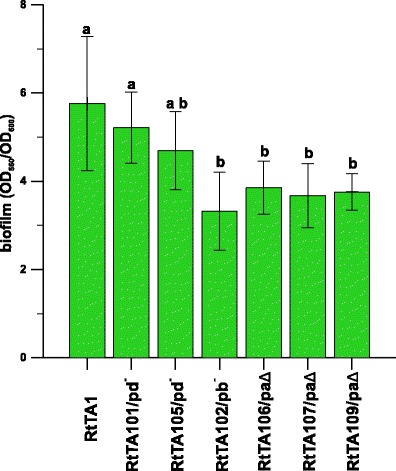 8
6
4
2
0
biofilm (OD₅₆₀/OD₆₀₀)
a
a
a b
b
b
b
b
RtTA1
RtTA101/pd⁻
RtTA105/pd⁻
RtTA102/pb⁻
RtTA106/paΔ
RtTA107/paΔ
RtTA109/paΔ